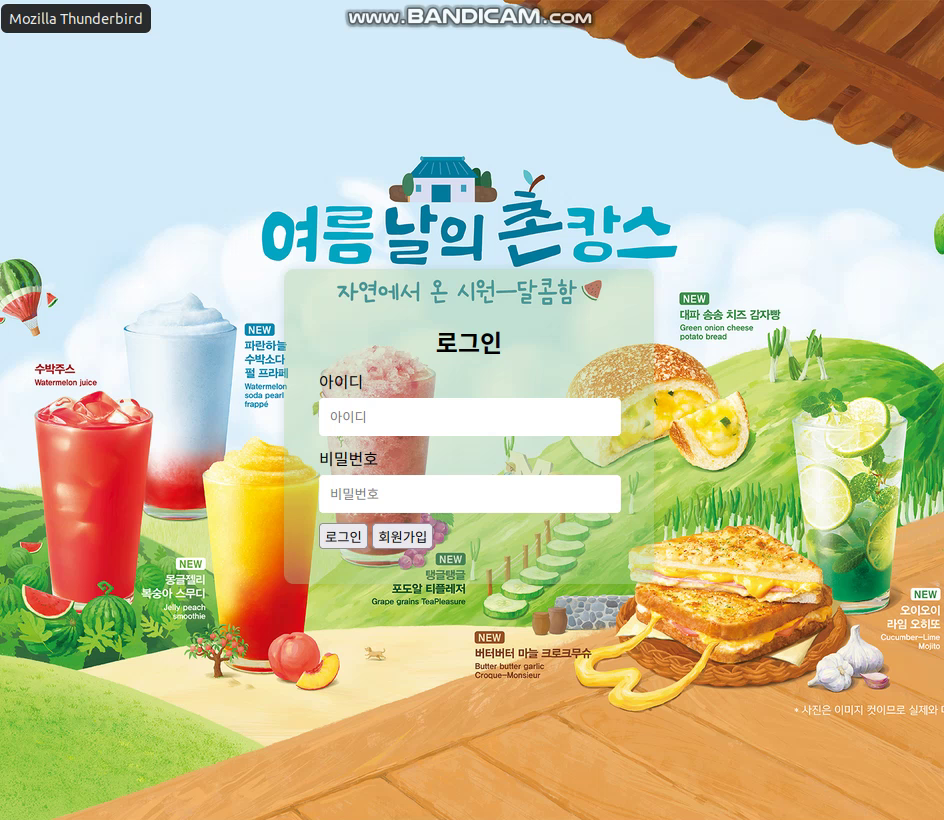 Mozilla Thunderbird
www.BANDICAM.com
여름날의 촌캉스
자연에서 온 시원—달콤함
NEW
대파 송송 치즈 감자빵
Green onion cheese
potato bread
NEW
파란하늘
수박소다
펄 프라페
Watermelon
soda pearl
frappé
수박주스
Watermelon juice
로그인
아이디
아이디
비밀번호
비밀번호
로그인 회원가입
NEW
몽글젤리
복숭아 스무디
Jelly peach
smoothie
NEW
탱글탱글
포도알 티플레저
Grape grains TeaPleasure
NEW
오이오이
라임 오히또
Cucumber—Lime
Mojito
NEW
버터버터 마늘 크로크무슈
Butter butter garlic
Croque—Monsieur
* 사진은 이미지 컷이므로 실제와